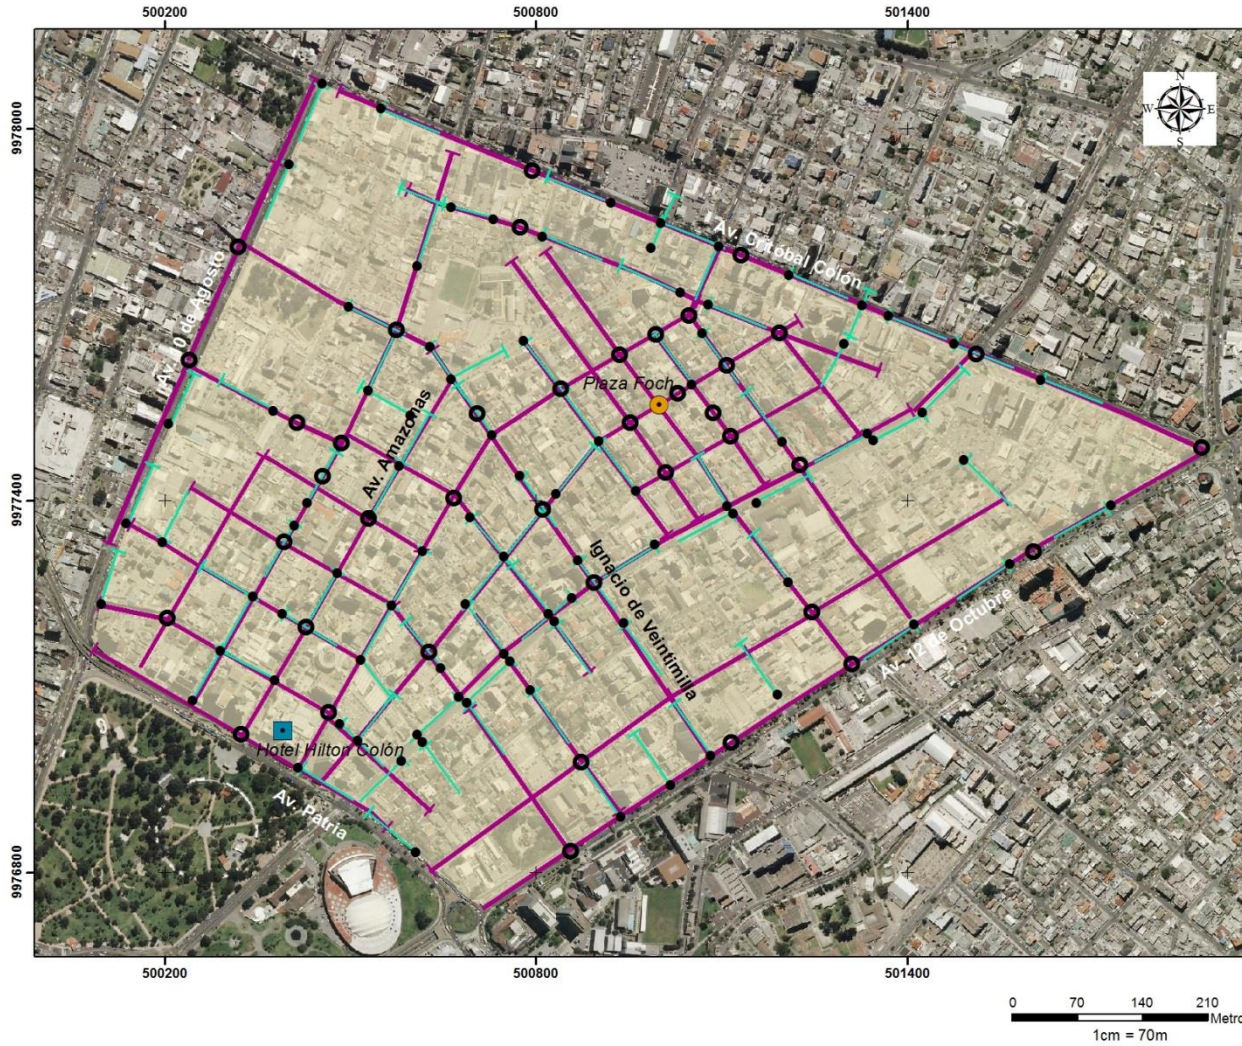 500200 500800 501400
N
W E
S
9978000
Av. Critóbal Colón
Av. 10 de Agosto
Plaza Foch
Av. Amazonas
9977400
Ignacio de Veintimilla
Av. 12 de Octubre
Hotel Hilton Colón
Av. Patria
9976800
500200 500800 501400
0 70 140 210
Metro
1cm = 70m